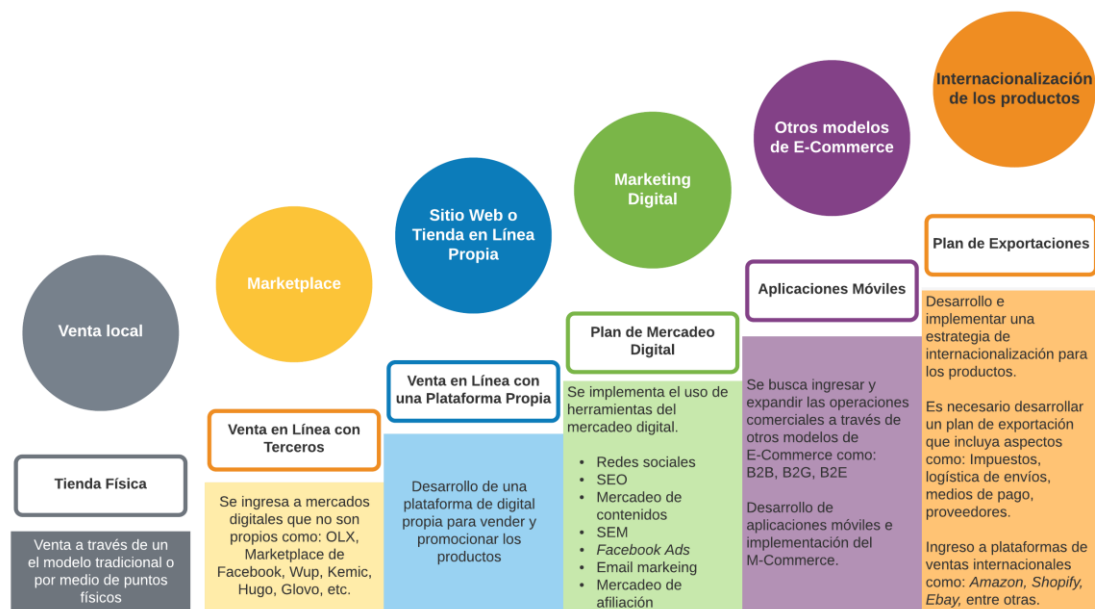 Venta local
Tienda Física
Venta a través de un
el modelo tradicional o
por medio de puntos
físicos
Marketplace
Venta en Línea con
Terceros
Se ingresa a mercados
digitales que no son
propios como: OLX,
Marketplace de
Facebook, Wup, Kemic,
Hugo, Glovo, etc.
Sitio Web o
Tienda en Línea
Propia
Venta en Línea con
una Plataforma Propia
Desarrollo de una
plataforma de digital
propia para vender y
promocionar los
productos
Marketing
Digital
Plan de Mercadeo
Digital
Se implementa el uso de
herramientas del
mercadeo digital.
• Redes sociales
• SEO
• Mercadeo de
contenidos
• SEM
• Facebook Ads
• Email markeing
• Mercadeo de
afiliación
Otros modelos
de E-Commerce
Aplicaciones Móviles
Se busca ingresar y
expandir las operaciones
comerciales a través de
otros modelos de
E-Commerce como:
B2B, B2G, B2E
Desarrollo de
aplicaciones móviles e
implementación del
M-Commerce.
Internacionalización
de los productos
Plan de Exportaciones
Desarrollo e
implementar una
estrategia de
internacionalización para
los productos.
Es necesario desarrollar
un plan de exportación
que incluya aspectos
como: Impuestos,
logística de envíos,
medios de pago,
proveedores.
Ingreso a plataformas de
ventas internacionales
como: Amazon, Shopify,
Ebay, entre otras.